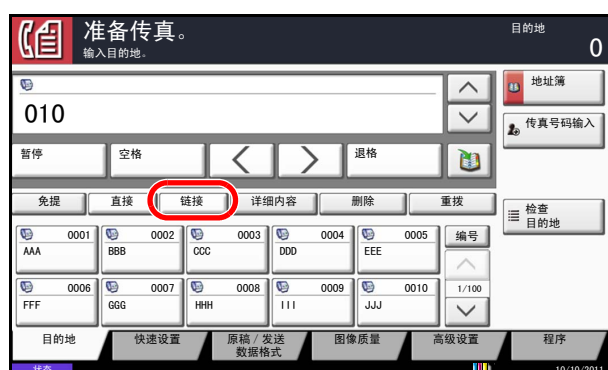 准备传真。
输入目的地。
目的地
0
010
地址簿
传真号码输入
暂停 空格 退格
免提 直接 链接 详细内容 删除 重拨
检查
目的地
0001 0002 0003 0004 0005 编号
AAA BBB CCC DDD EEE
0006 0007 0008 0009 0010 1/100
FFF GGG HHH III JJJ
目的地 快速设置 原稿 / 发送
数据格式 图像质量 高级设置 程序
状态 10/10/2011